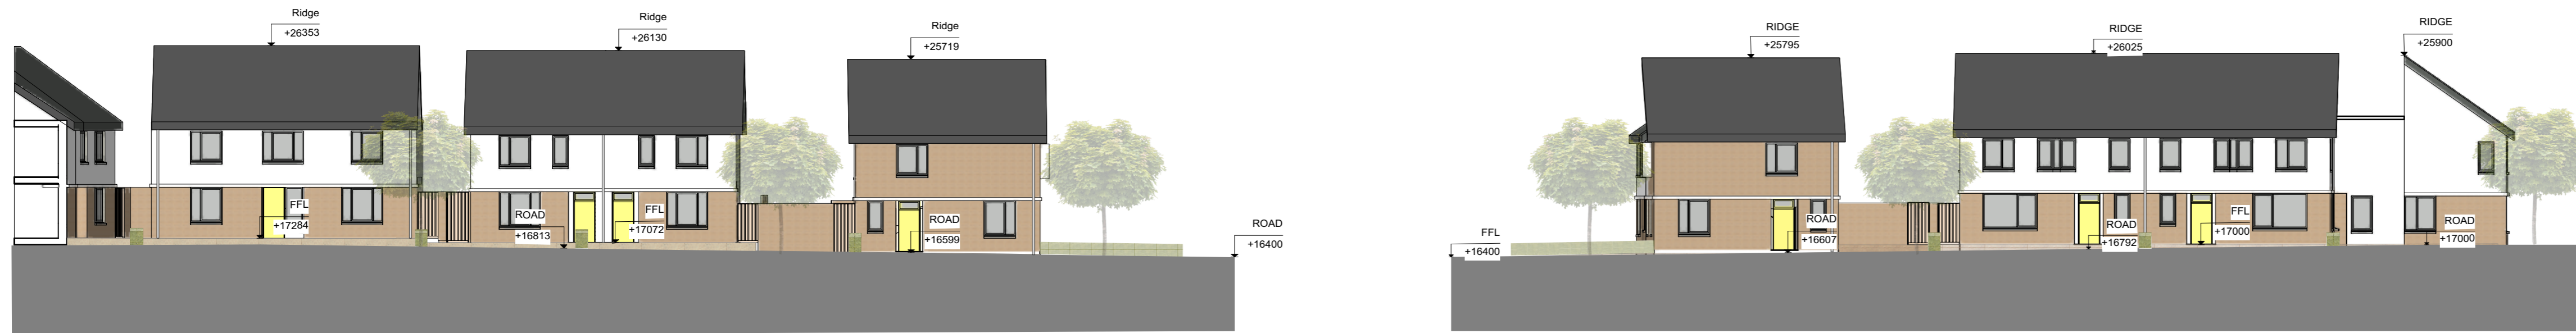 Ridge
+26353
Ridge
+26130
Ridge
+25719
FFL
+17284
ROAD
+16813
FFL
+17072
ROAD
+16599
ROAD
+16400
RIDGE
+25795
RIDGE
+26025
RIDGE
+25900
FFL
+16400
ROAD
+16607
ROAD
+16792
FFL
+17000
ROAD
+17000